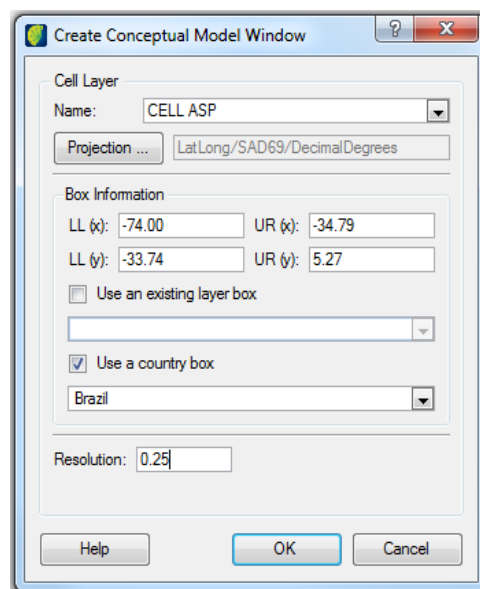 Create Conceptual Model Window
Cell Layer
Name: CELL ASP
Projection ... LatLong/SAD69/DecimalDegrees
Box Information
LL (x): -74.00 UR (x): -34.79
LL (y): -33.74 UR (y): 5.27
Use an existing layer box
Use a country box
Brazil
Resolution: 0.25
Help OK Cancel